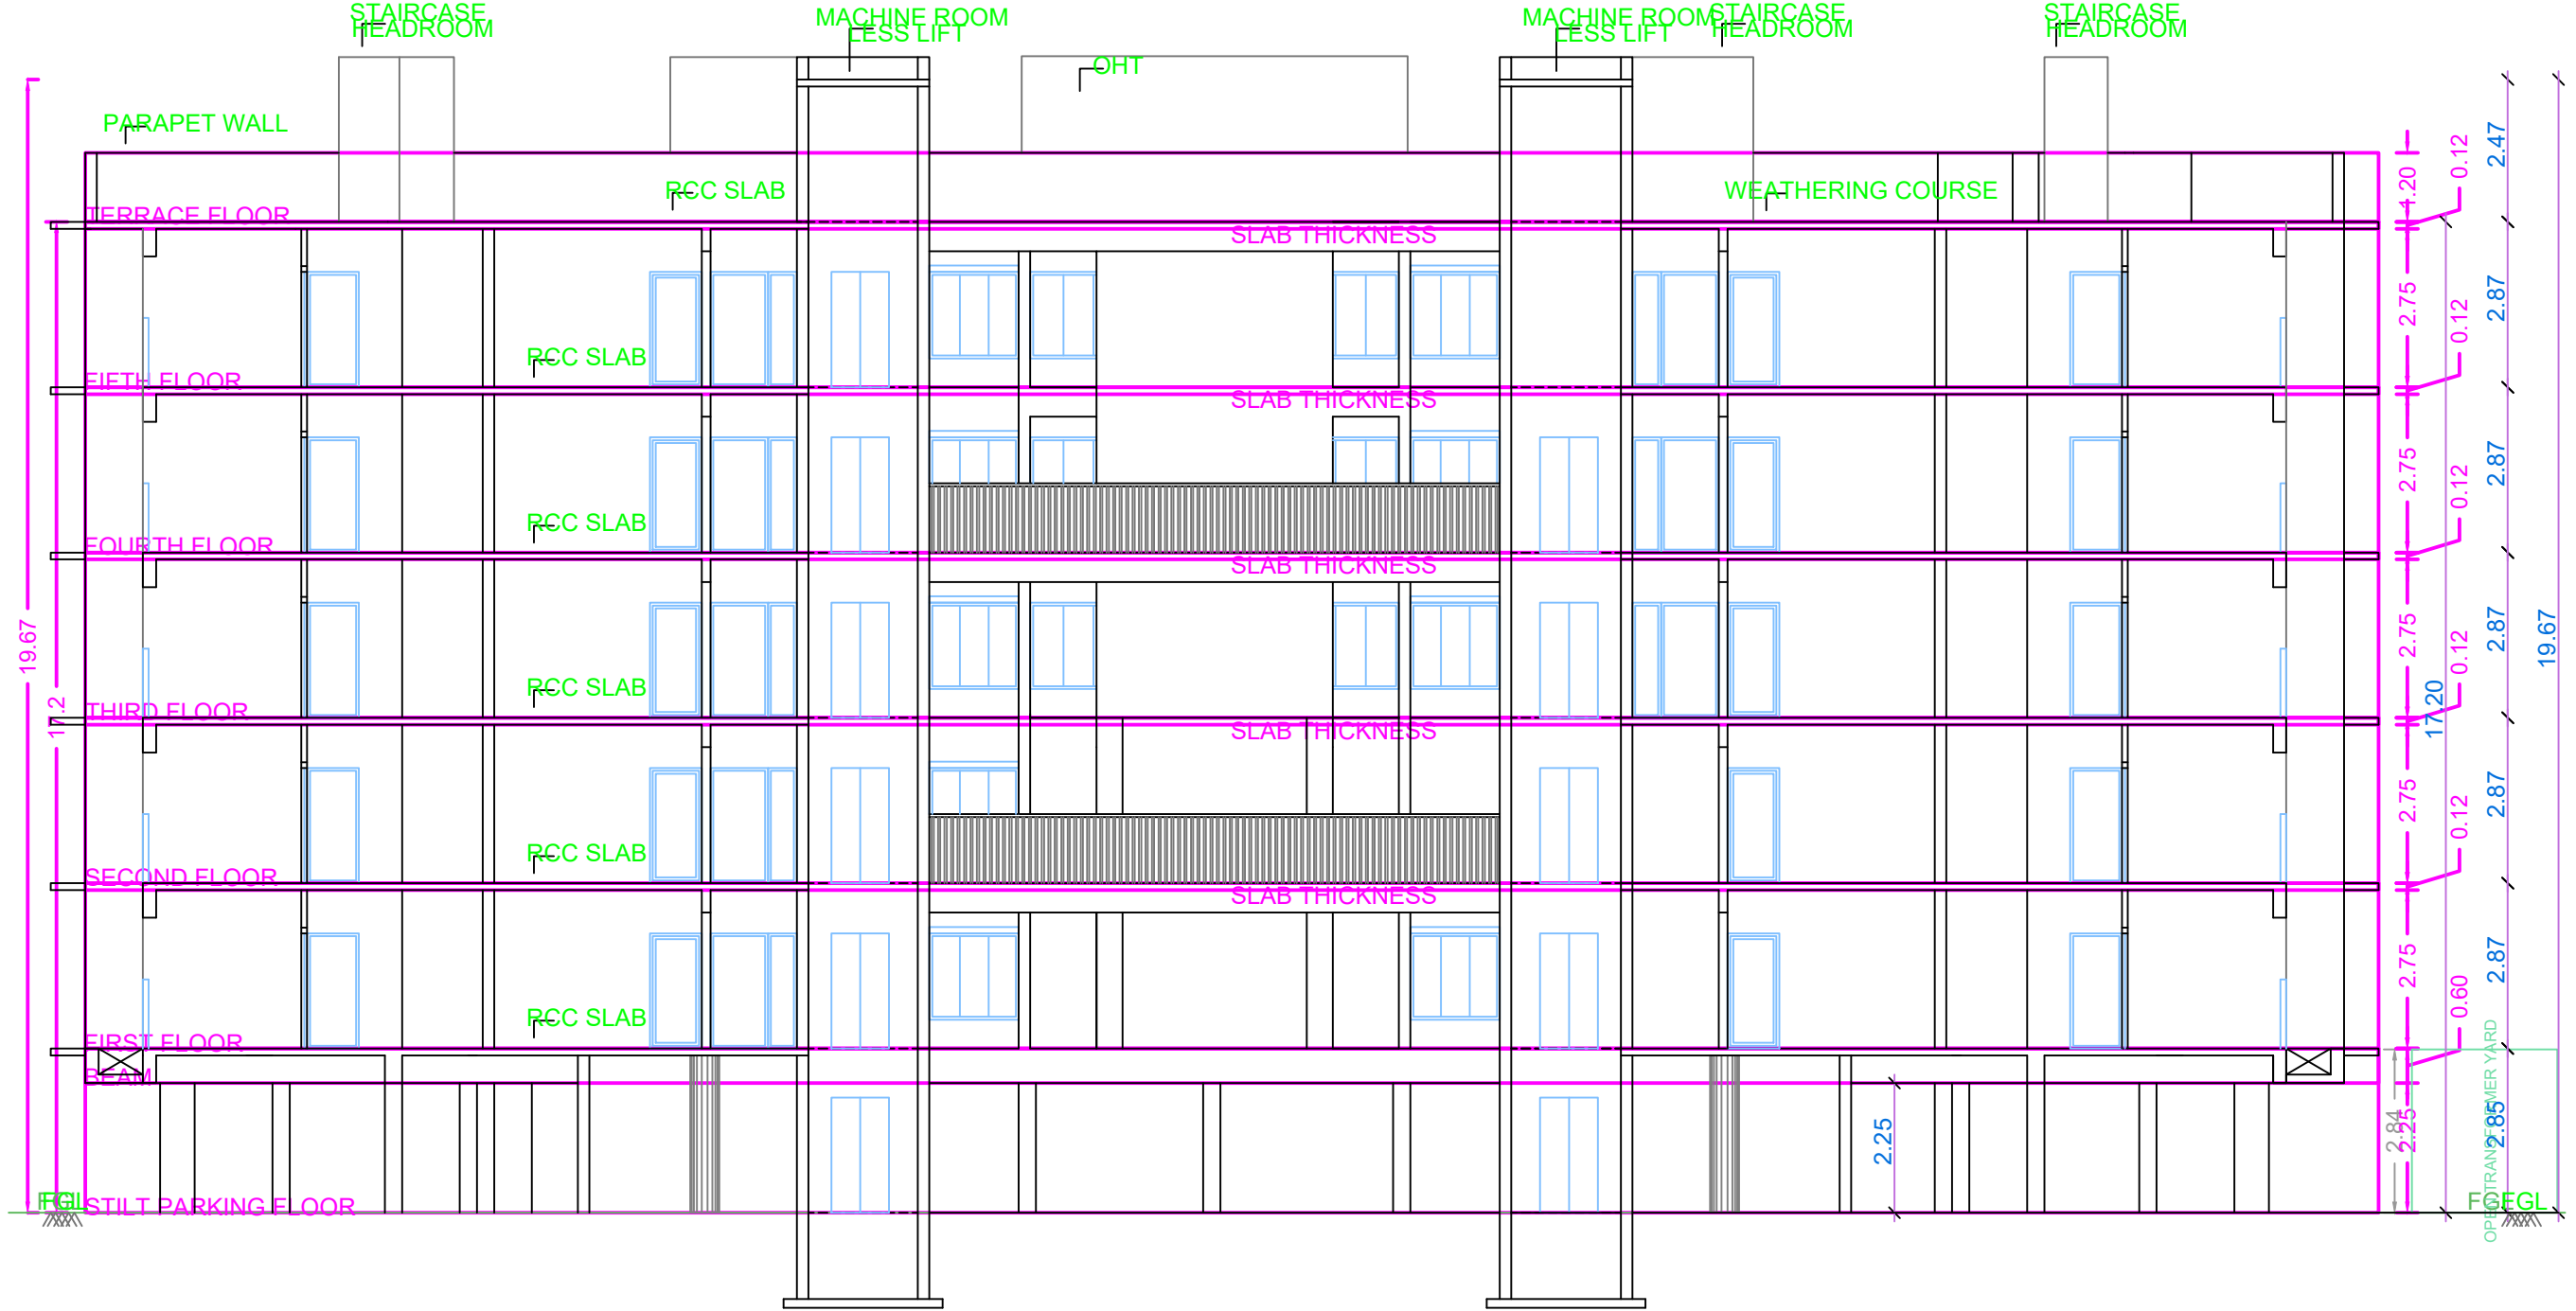 STAIRCASE
HEADROOM
MACHINE ROOM
LESS LIFT
MACHINE ROOM
LESS LIFT
STAIRCASE
HEADROOM
STAIRCASE
HEADROOM
OHT
PARAPET WALL
RCC SLAB
WEATHERING COURSE
1.20
0.12
2.47
TERRACE FLOOR
SLAB THICKNESS
2.75
0.12
2.87
RCC SLAB
FIFTH FLOOR
SLAB THICKNESS
2.75
0.12
2.87
RCC SLAB
FOURTH FLOOR
SLAB THICKNESS
19.67
2.75
0.12
2.87
19.67
RCC SLAB
THIRD FLOOR
17.2
17.20
SLAB THICKNESS
2.75
0.12
2.87
RCC SLAB
SECOND FLOOR
SLAB THICKNESS
2.75
0.60
2.87
RCC SLAB
FIRST FLOOR
BEAM
2.25
2.84
2.25
2.85
OPEN TRANSFORMER YARD
FGL
FGL
STILT PARKING FLOOR
FGL
FGL